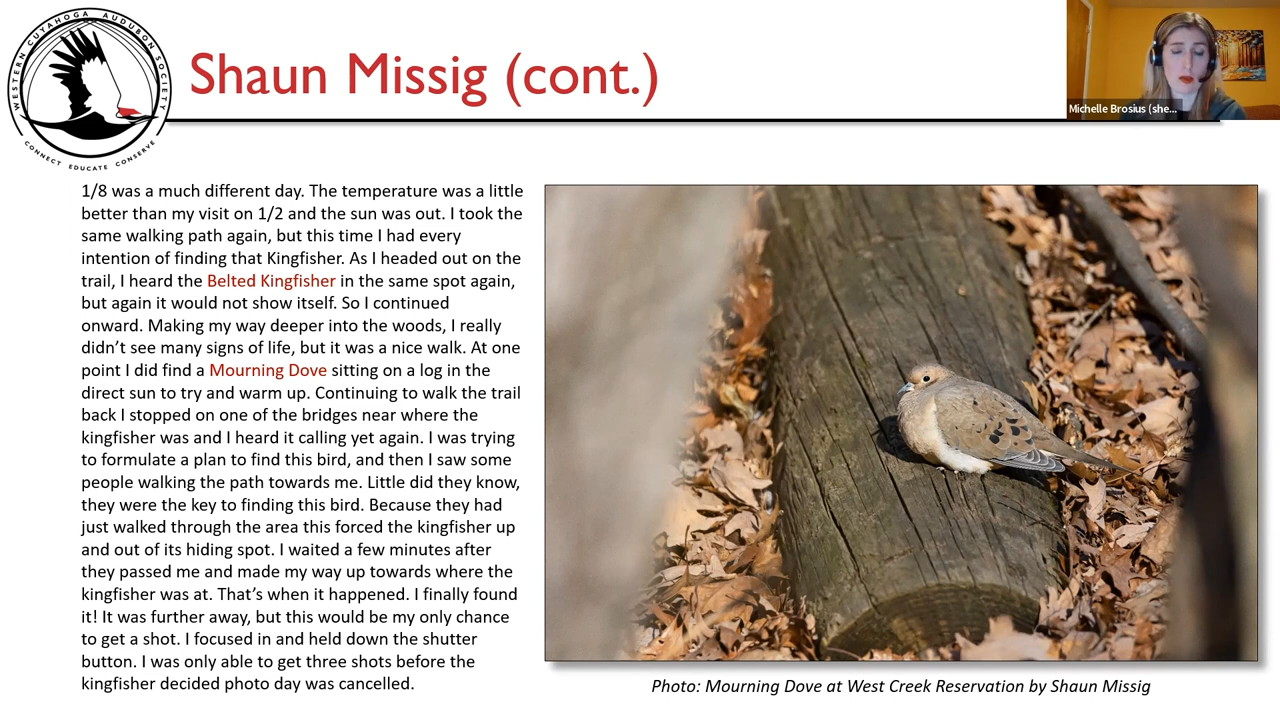 WESTERN CUYAHOGA AUDUBON SOCIETY
CONNECT EDUCATE CONSERVE
Shaun Missig (cont.)
Michelle Brosius (she...
1/8 was a much different day. The temperature was a little
better than my visit on 1/2 and the sun was out. I took the
same walking path again, but this time I had every
intention of finding that Kingfisher. As I headed out on the
trail, I heard the Belted Kingfisher in the same spot again,
but again it would not show itself. So I continued
onward. Making my way deeper into the woods, I really
didn’t see many signs of life, but it was a nice walk. At one
point I did find a Mourning Dove sitting on a log in the
direct sun to try and warm up. Continuing to walk the trail
back I stopped on one of the bridges near where the
kingfisher was and I heard it calling yet again. I was trying
to formulate a plan to find this bird, and then I saw some
people walking the path towards me. Little did they know,
they were the key to finding this bird. Because they had
just walked through the area this forced the kingfisher up
and out of its hiding spot. I waited a few minutes after
they passed me and made my way up towards where the
kingfisher was at. That’s when it happened. I finally found
it! It was further away, but this would be my only chance
to get a shot. I focused in and held down the shutter
button. I was only able to get three shots before the
kingfisher decided photo day was cancelled.
Photo: Mourning Dove at West Creek Reservation by Shaun Missig